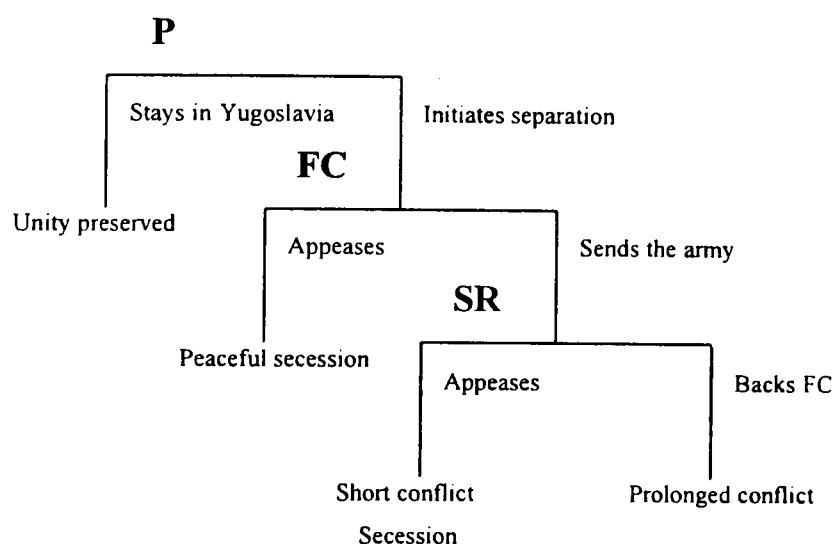 P
Stays in Yugoslavia
Initiates separation
FC
Unity preserved
Appeases
Sends the army
SR
Peaceful secession
Appeases
Backs FC
Short conflict
Secession
Prolonged conflict